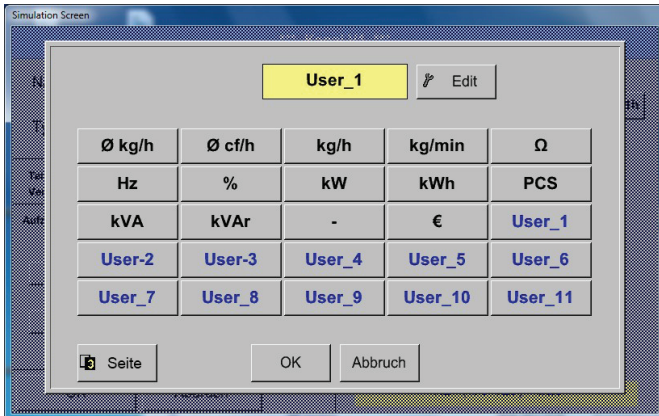 Simulation Screen
User_1 Edit
Ø kg/h Ø cf/h kg/h kg/min Ω
Hz % kW kWh PCS
kVA kVAr - € User_1
User-2 User-3 User_4 User_5 User_6
User_7 User_8 User_9 User_10 User_11
Seite OK Abbruch